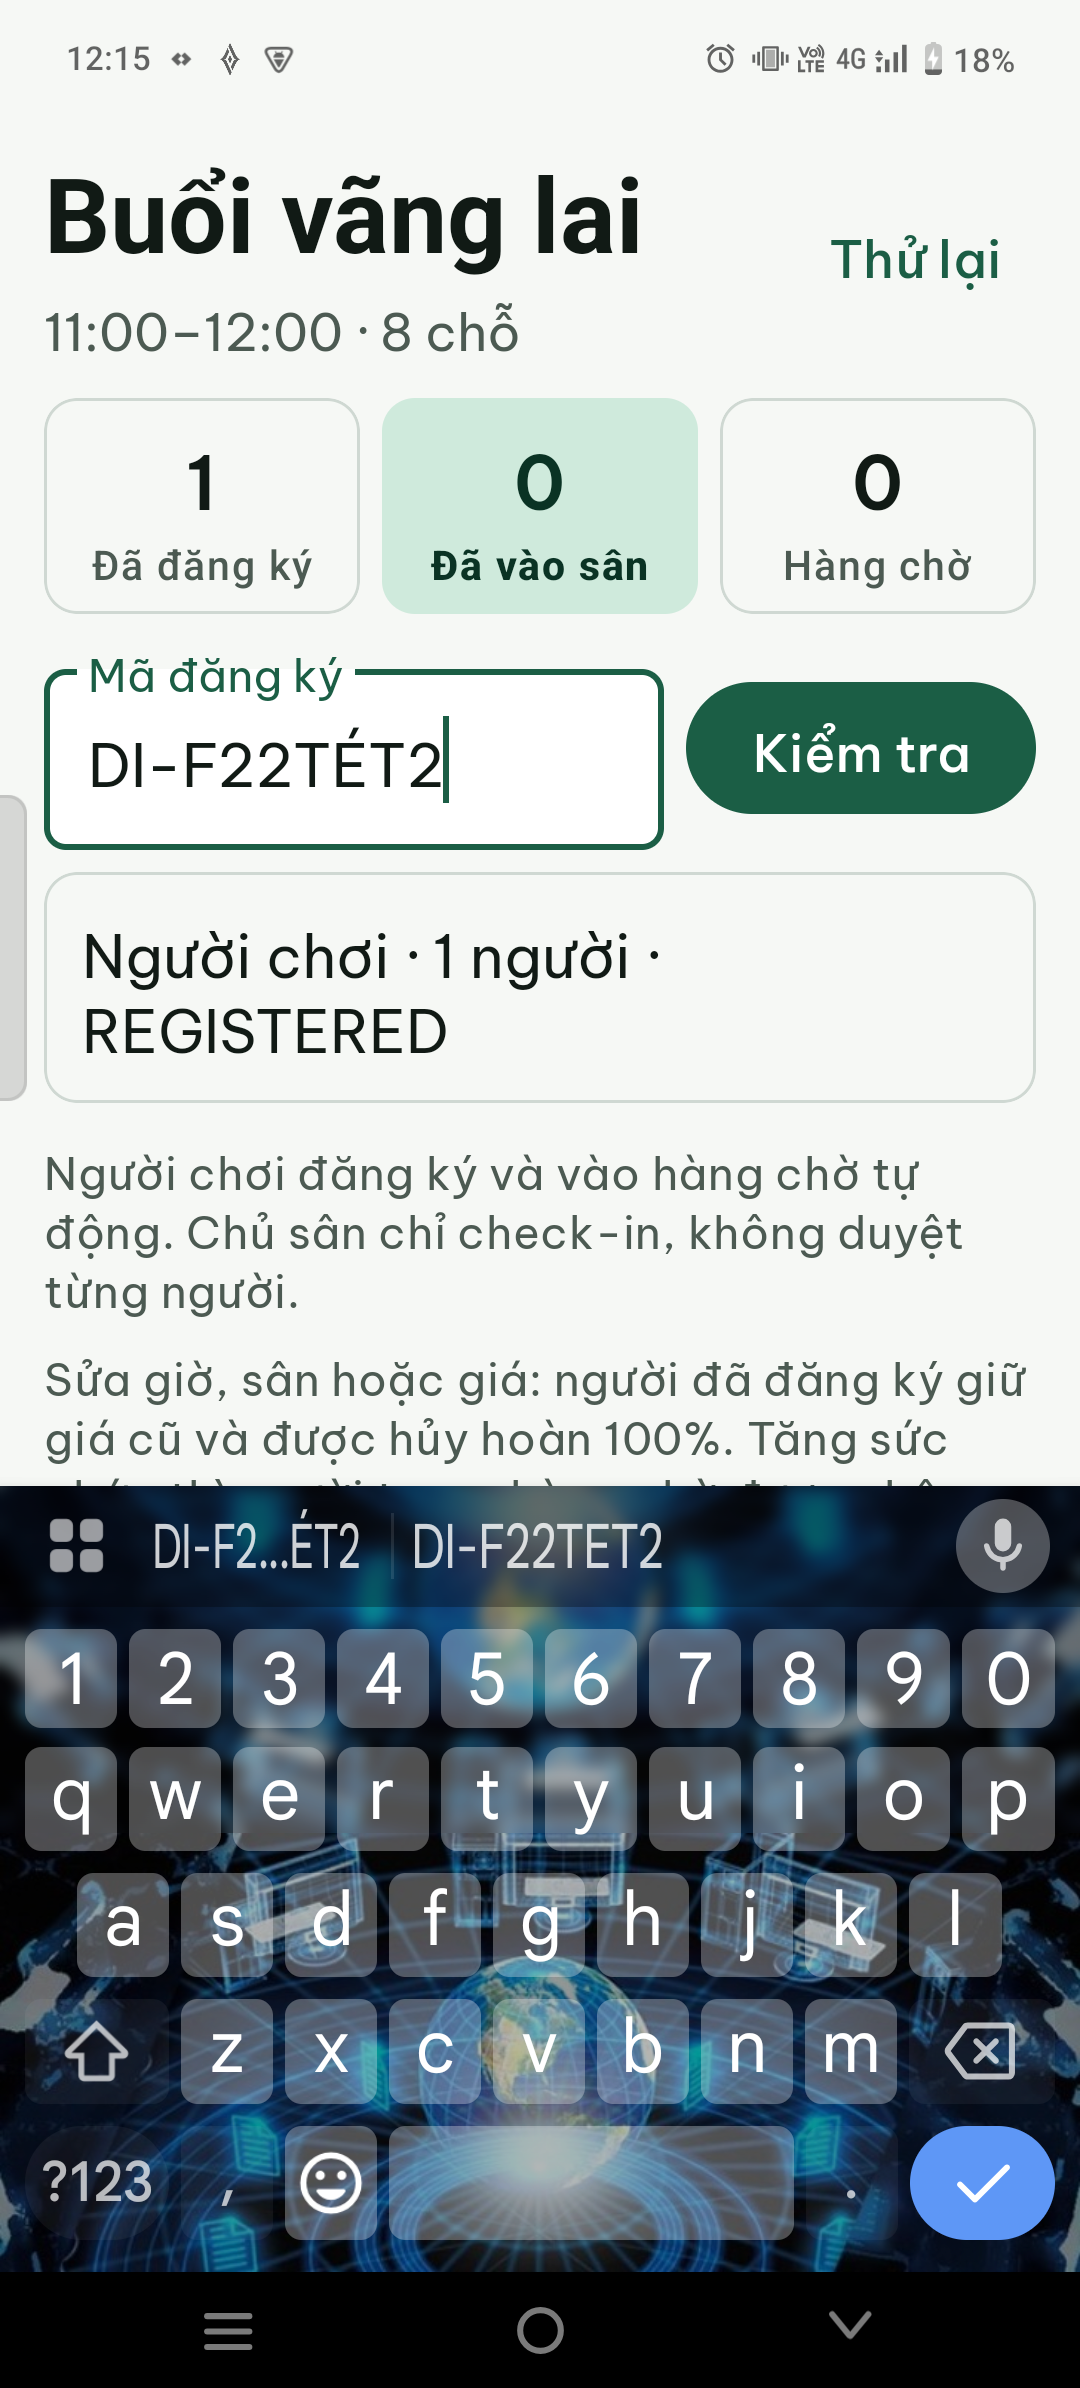 12:15 VoLTE 4G 18%
Buổi vãng lai
Thử lại
11:00–12:00 · 8 chỗ
1 0 0
Đã đăng ký Đã vào sân Hàng chờ
Mã đăng ký
DI-F22TÉT2
Kiểm tra
Người chơi · 1 người ·
REGISTERED
Người chơi đăng ký và vào hàng chờ tự
động. Chủ sân chỉ check-in, không duyệt
từng người.
Sửa giờ, sân hoặc giá: người đã đăng ký giữ
giá cũ và được hủy hoàn 100%. Tăng sức
DI-F2...ÉT2 DI-F22TET2
1 2 3 4 5 6 7 8 9 0
q w e r t y u i o p
a s d f g h j k l
z x c v b n m
?123 , .